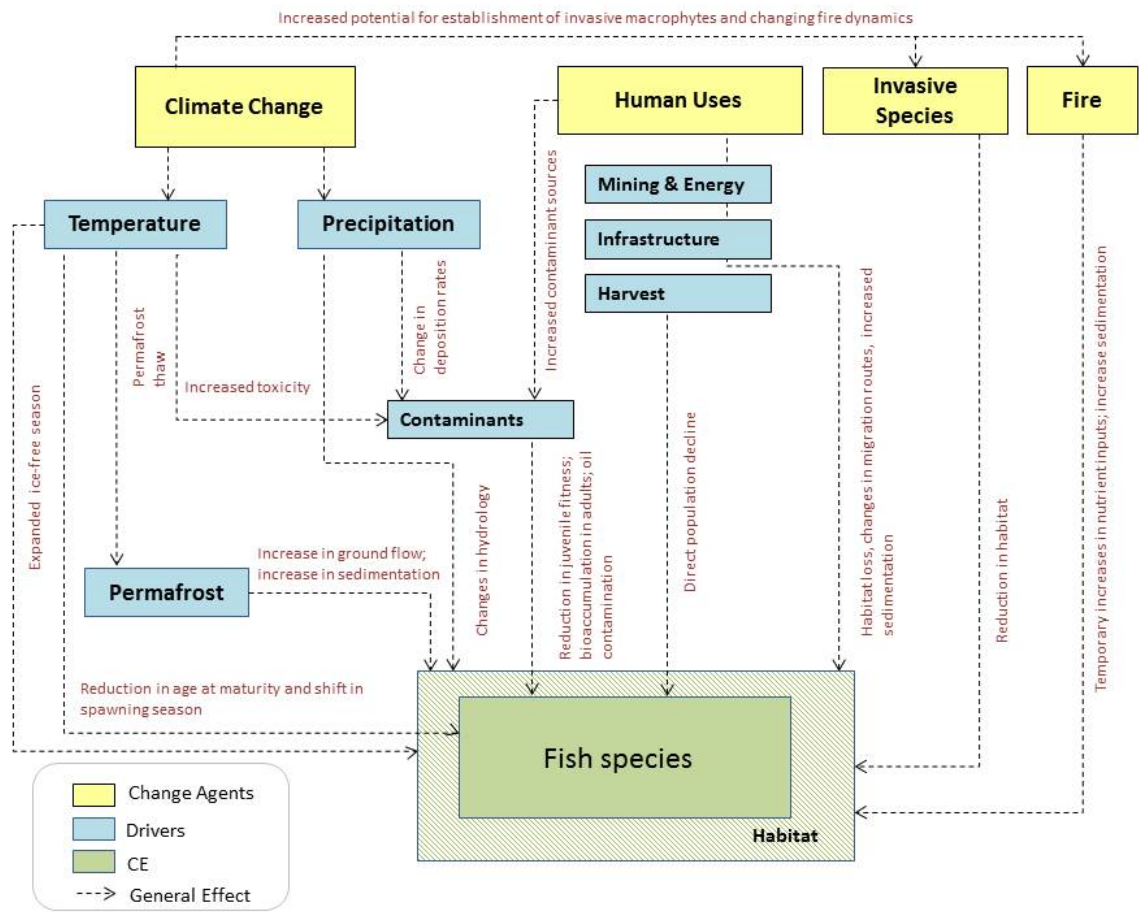 Increased potential for establishment of invasive macrophytes and changing fire dynamics
Climate Change
Human Uses
Invasive
Species
Fire
Mining & Energy
Infrastructure
Harvest
Temperature
Precipitation
Increased contaminant sources
Change in
deposition rates
Permafrost
thaw
Increased toxicity
Contaminants
Expanded ice-free season
Permafrost
Increase in ground flow;
increase in sedimentation
Changes in hydrology
Reduction in juvenile fitness;
bioaccumulation in adults; oil
contamination
Direct population decline
Habitat loss, changes in migration routes, increased
sedimentation
Reduction in habitat
Temporary increases in nutrient inputs; increase sedimentation
Reduction in age at maturity and shift in
spawning season
Fish species
Habitat
Change Agents
Drivers
CE
General Effect